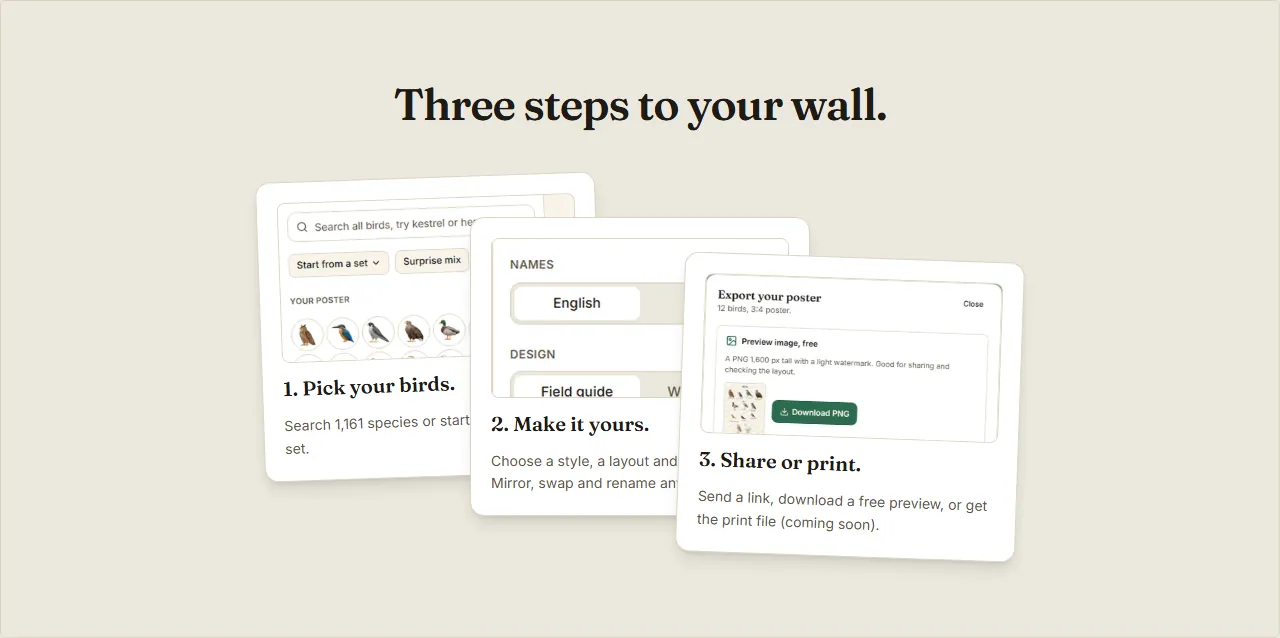 Three steps to your wall.
Search all birds, try kestrel or
Start from a set
Surprise mix
YOUR POSTER
1. Pick your birds.
Search 1,161 species or start
set.
NAMES
English
DESIGN
Field guide
2. Make it yours.
Choose a style, a layout and
Mirror, swap and rename
Export your poster
Close
12 birds, 3:4 poster.
Preview image, free
A PNG 1,600 px tall with a light watermark. Good for sharing and
checking the layout.
Download PNG
3. Share or print.
Send a link, download a free preview, or get
the print file (coming soon).